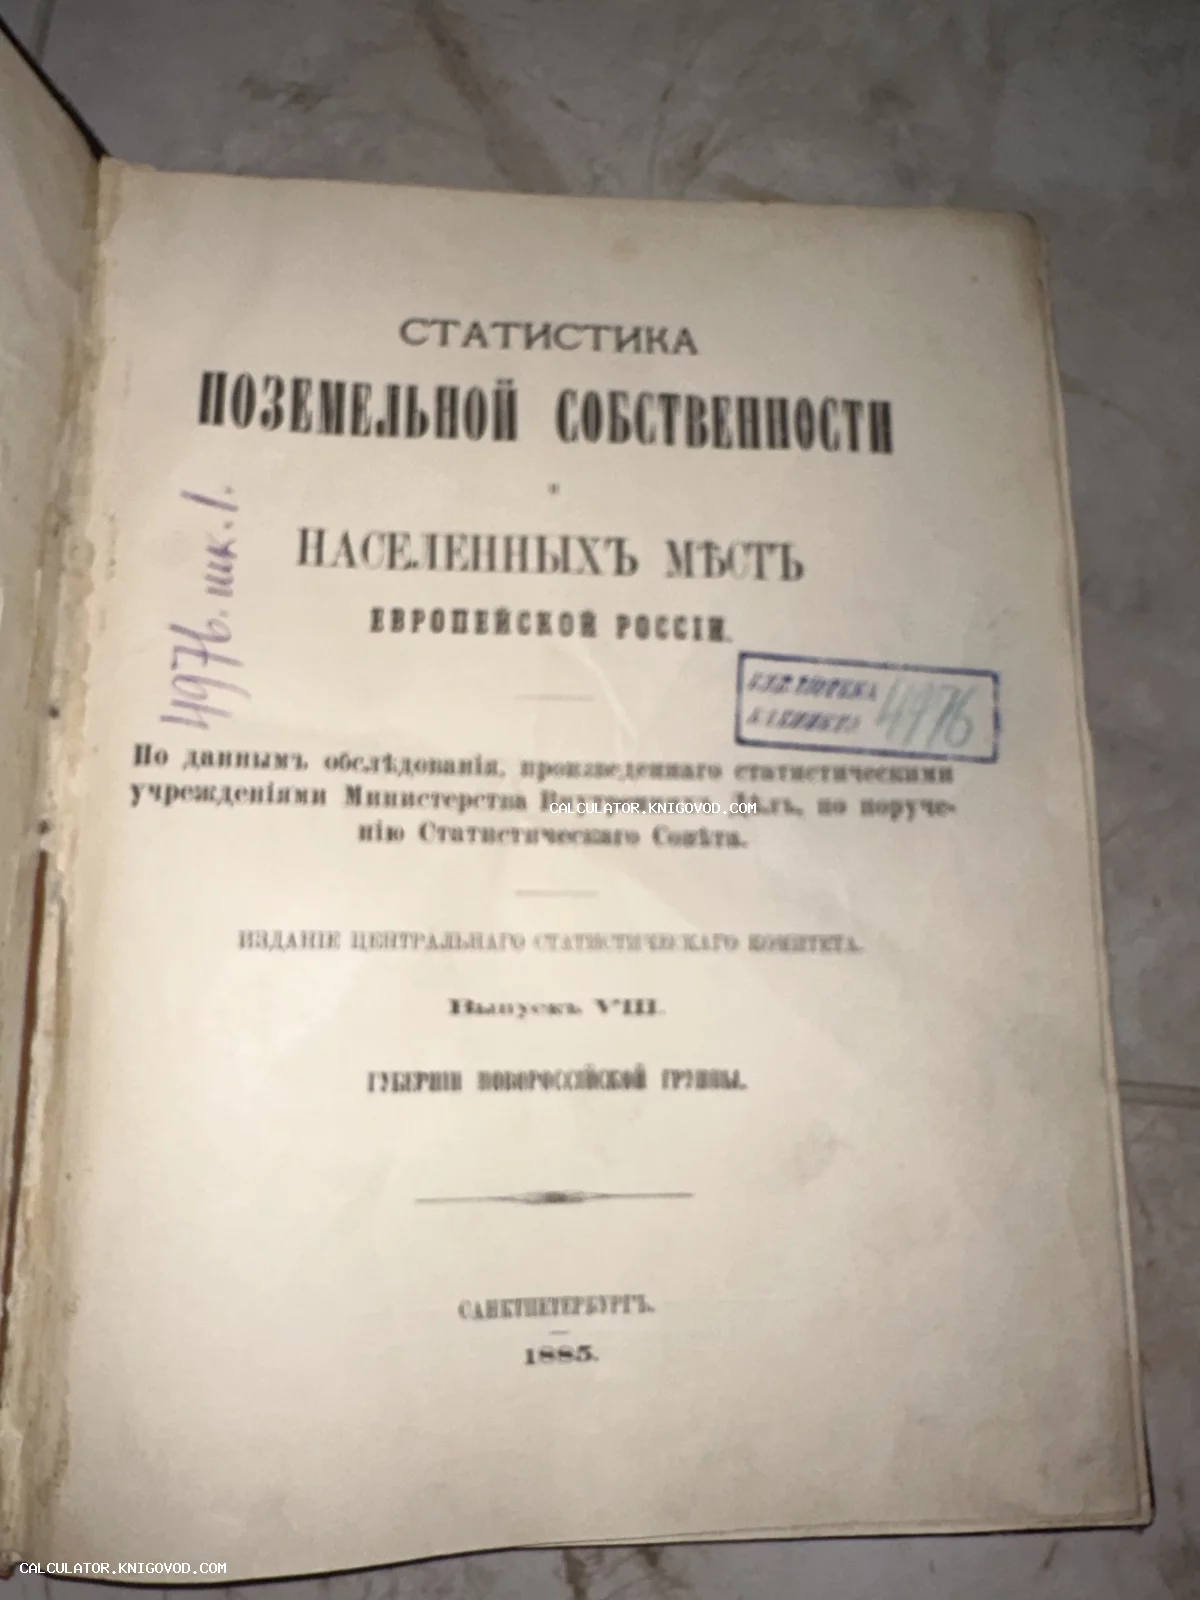 СТАТИСТИКА
ПОЗЕМЕЛЬНОЙ СОБСТВЕННОСТИ
и
НАСЕЛЕННЫХЪ МѢСТЪ
ЕВРОПЕЙСКОЙ РОССІИ.
4976. шк. 1.
БИБЛІОТЕКА
КАБИНЕТА
4976
По даннымъ обслѣдованія, произведеннаго статистическими
учрежденіями Министерства Внутреннихъ Дѣлъ, по поруче-
нію Статистическаго Совѣта.
CALCULATOR.KNIGOVOD.COM
ИЗДАНІЕ ЦЕНТРАЛЬНАГО СТАТИСТИЧЕСКАГО КОМИТЕТА.
Выпускъ VIII.
ГУБЕРНІИ НОВОРОССІЙСКОЙ ГРУППЫ.
САНКТПЕТЕРБУРГЪ.
1885.
CALCULATOR.KNIGOVOD.COM